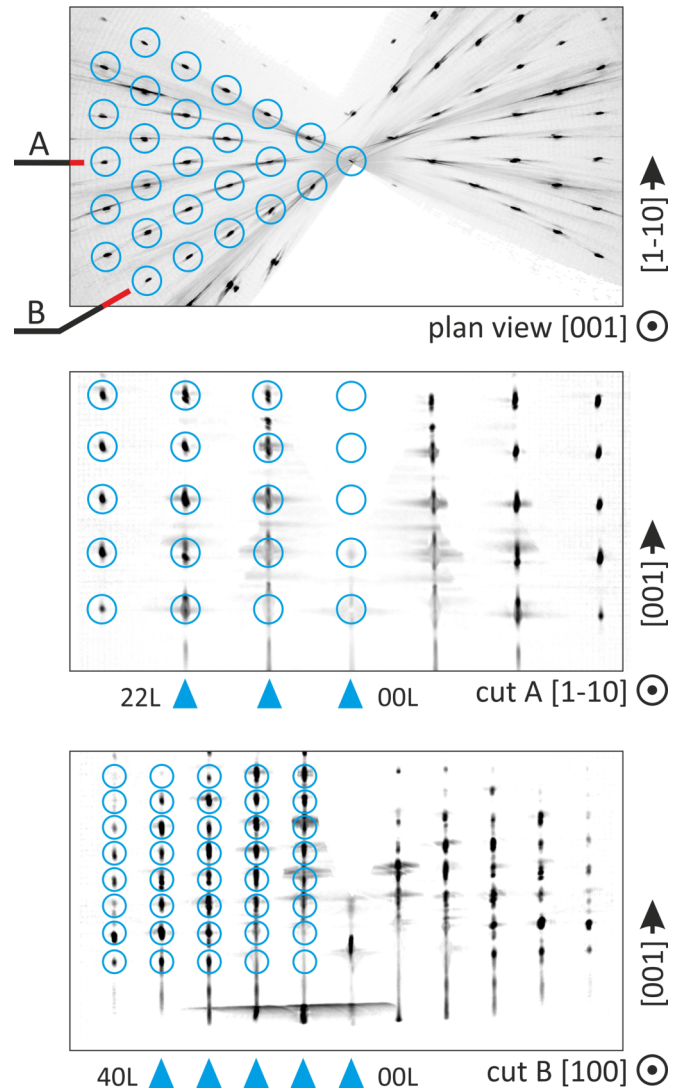 A
B
[1-10]
plan view [001]
[001]
22L
00L
cut A [1-10]
[001]
40L
00L
cut B [100]